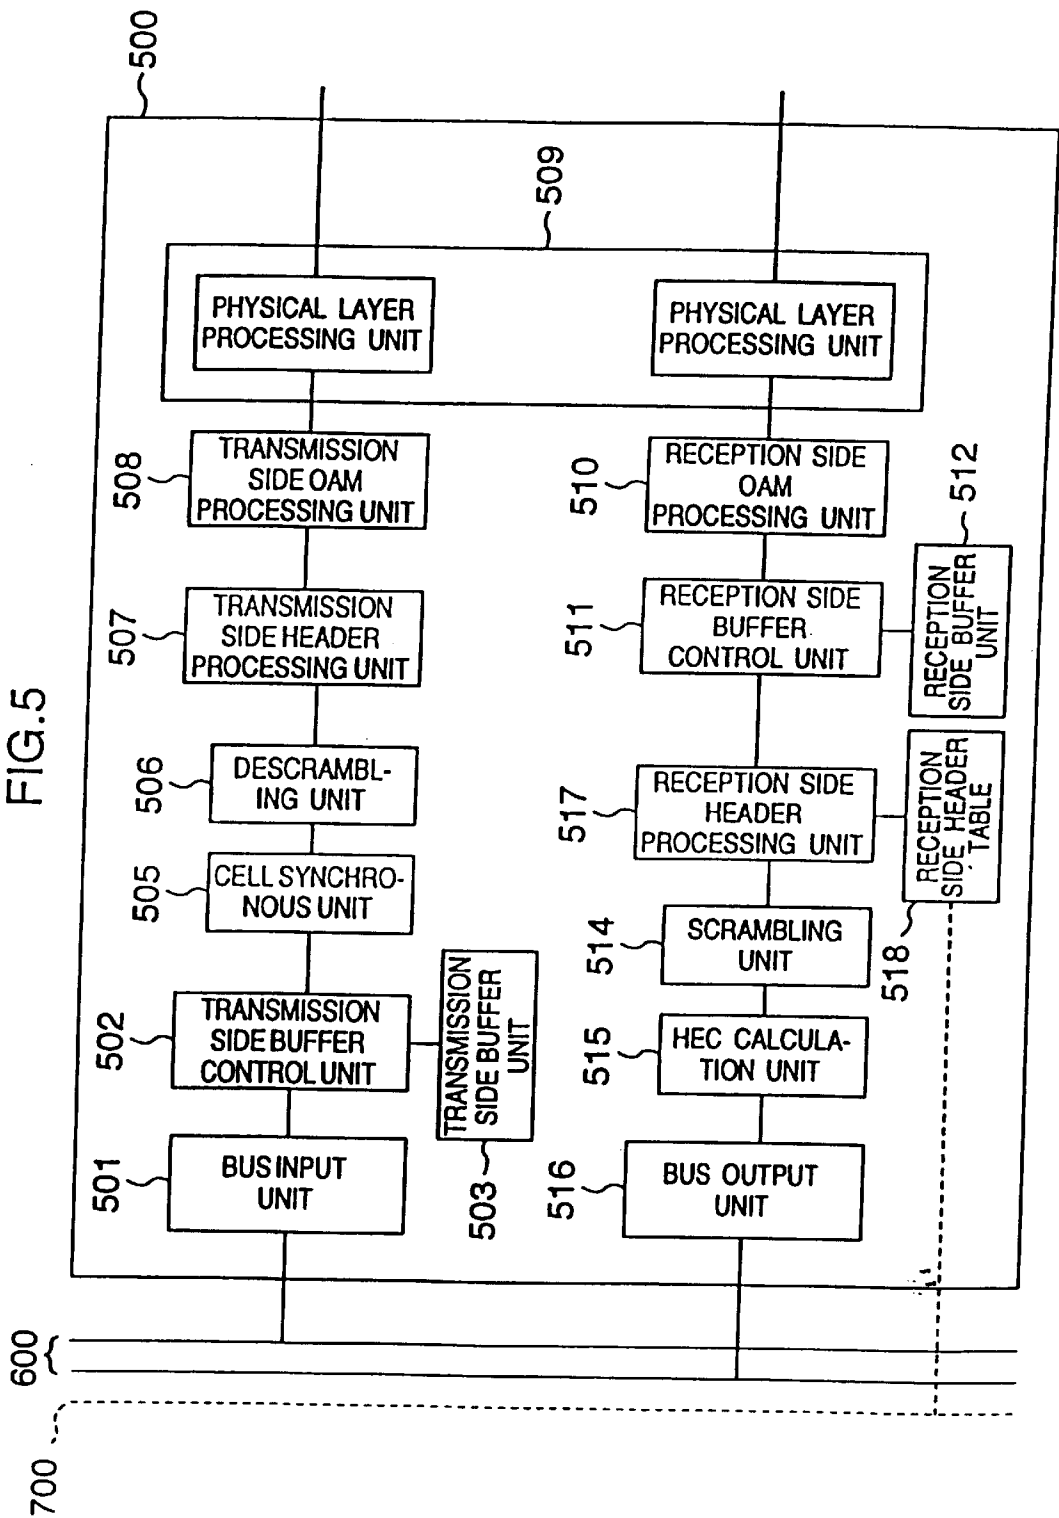 FIG.5
500
509
PHYSICAL LAYER
PROCESSING UNIT
PHYSICAL LAYER
PROCESSING UNIT
508
TRANSMISSION
SIDE OAM
PROCESSING UNIT
510
RECEPTION SIDE
OAM
PROCESSING UNIT
512
RECEPTION
SIDE BUFFER
UNIT
507
TRANSMISSION
SIDE HEADER
PROCESSING UNIT
511
RECEPTION SIDE
BUFFER
CONTROL UNIT
506
DESCRAMBL-
ING UNIT
517
RECEPTION SIDE
HEADER
PROCESSING UNIT
RECEPTION
SIDE HEADER
TABLE
518
505
CELL SYNCHRO-
NOUS UNIT
514
SCRAMBLING
UNIT
502
TRANSMISSION
SIDE BUFFER
CONTROL UNIT
TRANSMISSION
SIDE BUFFER
UNIT
503
515
HEC CALCULA-
TION UNIT
501
BUS INPUT
UNIT
516
BUS OUTPUT
UNIT
600
700